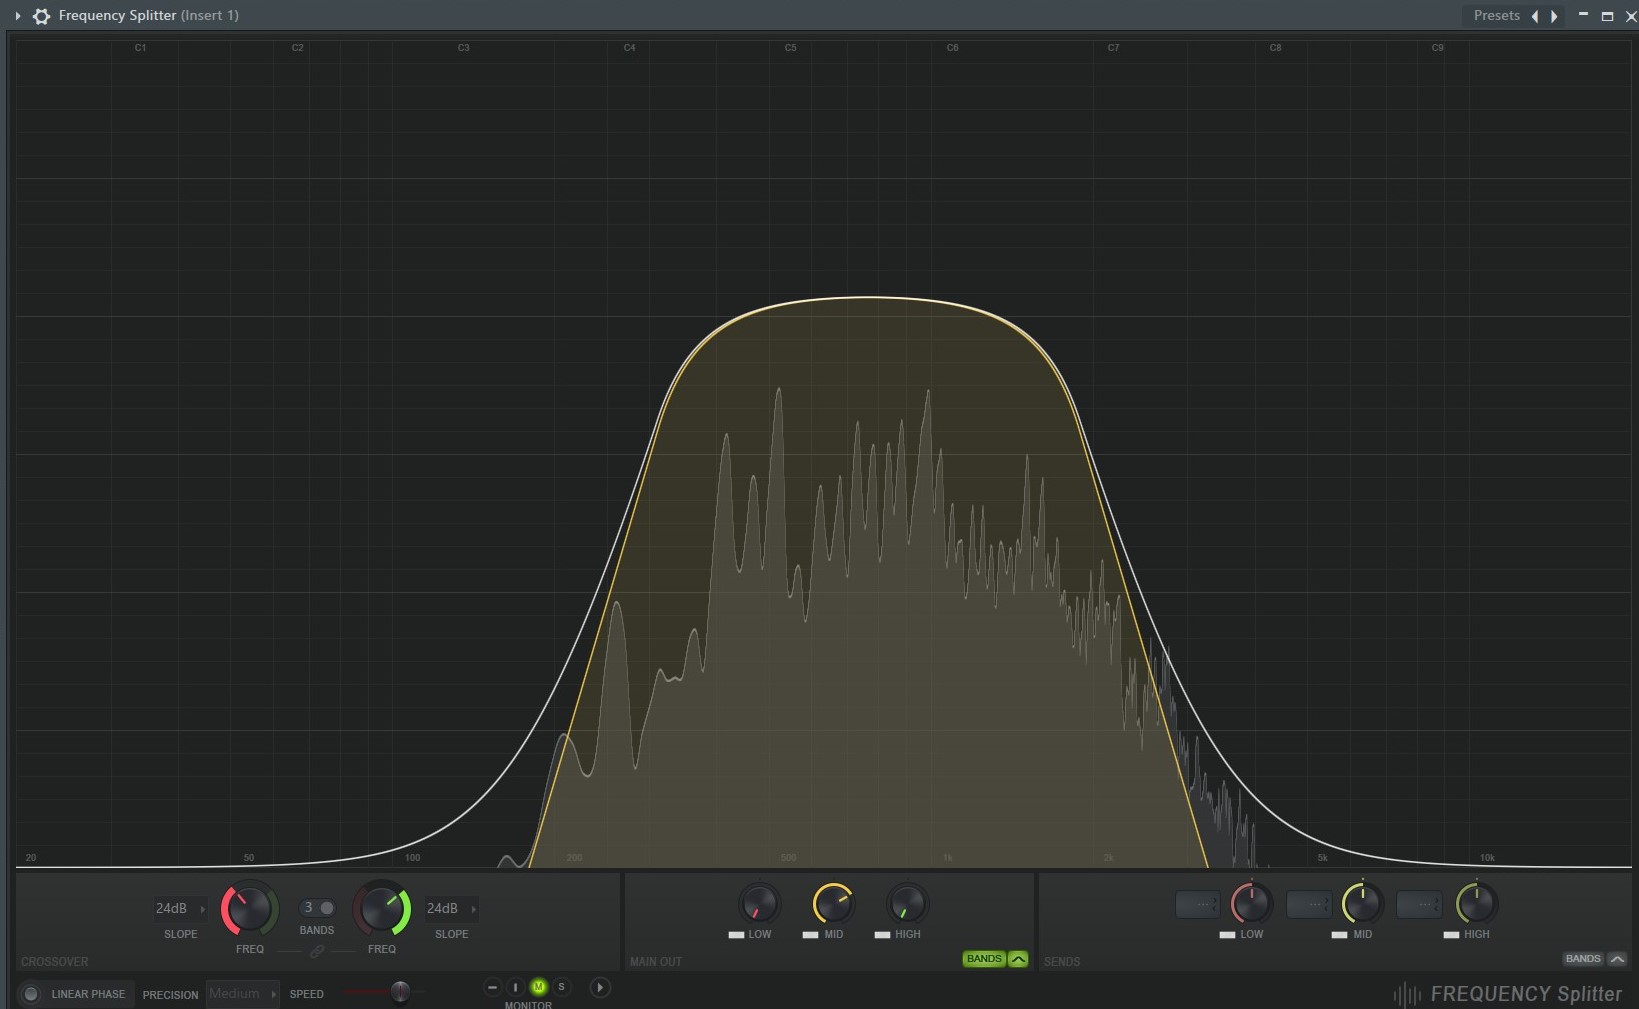 Frequency Splitter (Insert 1) Presets
C1 C2 C3 C4 C5 C6 C7 C8 C9
20 50 100 200 500 1k 2k 5k 10k
24dB 3 24dB
SLOPE FREQ BANDS FREQ SLOPE
CROSSOVER
LOW MID HIGH
MAIN OUT BANDS
LOW MID HIGH
SENDS BANDS
LINEAR PHASE PRECISION Medium SPEED M S
MONITOR
FREQUENCY Splitter